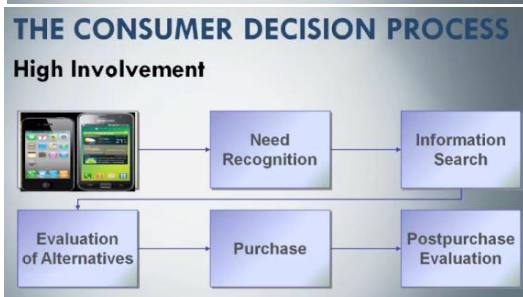 THE CONSUMER DECISION PROCESS
High Involvement
Need
Recognition
Information
Search
Evaluation
of Alternatives
Purchase
Postpurchase
Evaluation